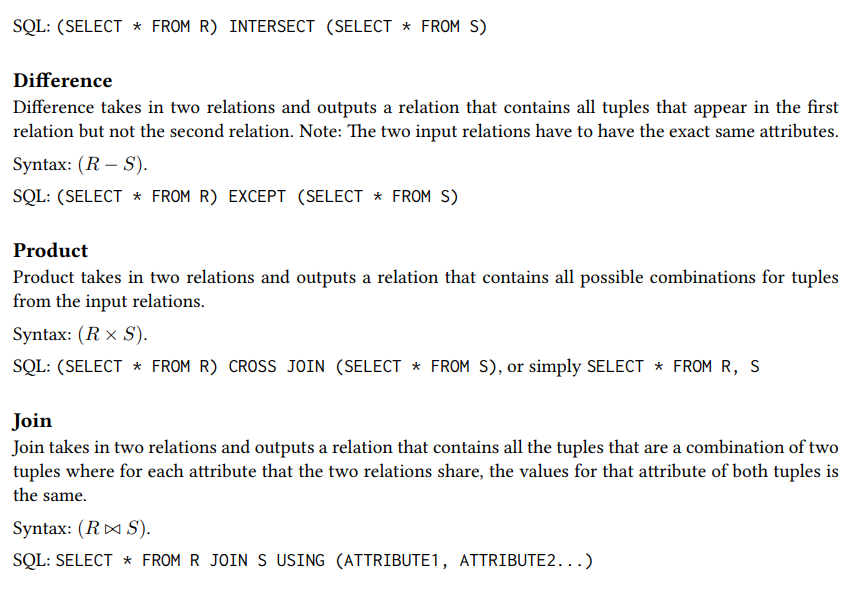 SQL: (SELECT * FROM R) INTERSECT (SELECT * FROM S)
Difference
Difference takes in two relations and outputs a relation that contains all tuples that appear in the first
relation but not the second relation. Note: The two input relations have to have the exact same attributes.
Syntax: (R − S).
SQL: (SELECT * FROM R) EXCEPT (SELECT * FROM S)
Product
Product takes in two relations and outputs a relation that contains all possible combinations for tuples
from the input relations.
Syntax: (R × S).
SQL: (SELECT * FROM R) CROSS JOIN (SELECT * FROM S), or simply SELECT * FROM R, S
Join
Join takes in two relations and outputs a relation that contains all the tuples that are a combination of two
tuples where for each attribute that the two relations share, the values for that attribute of both tuples is
the same.
Syntax: (R ⋈ S).
SQL: SELECT * FROM R JOIN S USING (ATTRIBUTE1, ATTRIBUTE2...)